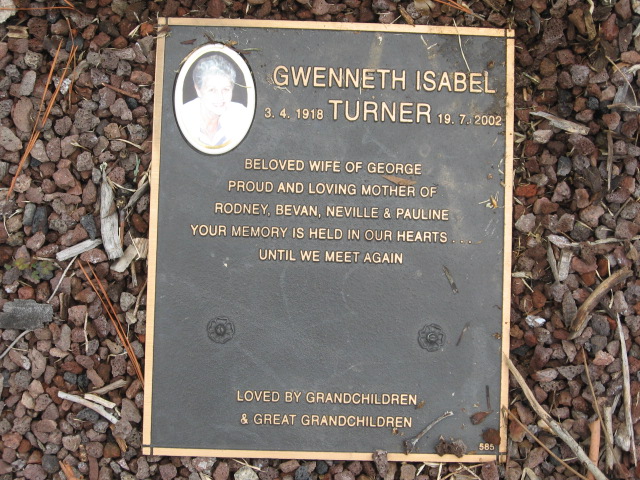 GWENNETH ISABEL
3. 4. 1918 TURNER 19. 7. 2002
BELOVED WIFE OF GEORGE
PROUD AND LOVING MOTHER OF
RODNEY, BEVAN, NEVILLE & PAULINE
YOUR MEMORY IS HELD IN OUR HEARTS . . . .
UNTIL WE MEET AGAIN
LOVED BY GRANDCHILDREN
& GREAT GRANDCHILDREN
585